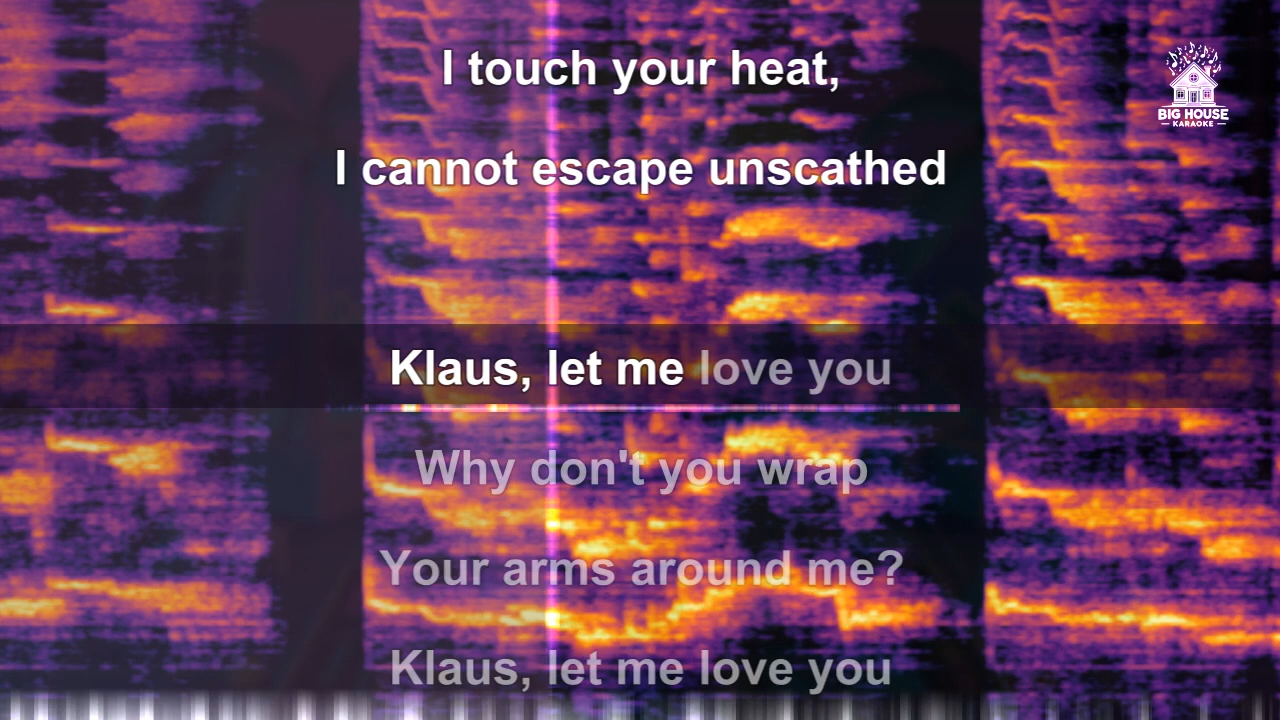 I touch your heat,
I cannot escape unscathed
Klaus, let me love you
Why don't you wrap
Your arms around me?
Klaus, let me love you
BIG HOUSE
KARAOKE